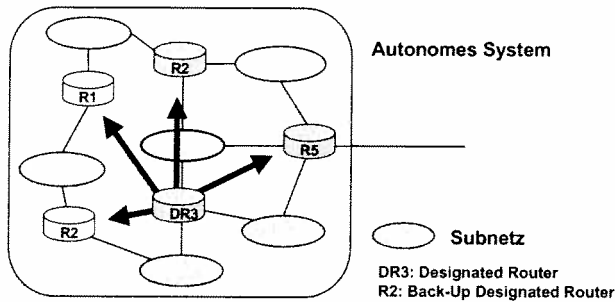 Autonomes System
R2
R1
R5
R2
DR3
Subnetz
DR3: Designated Router
R2: Back-Up Designated Router